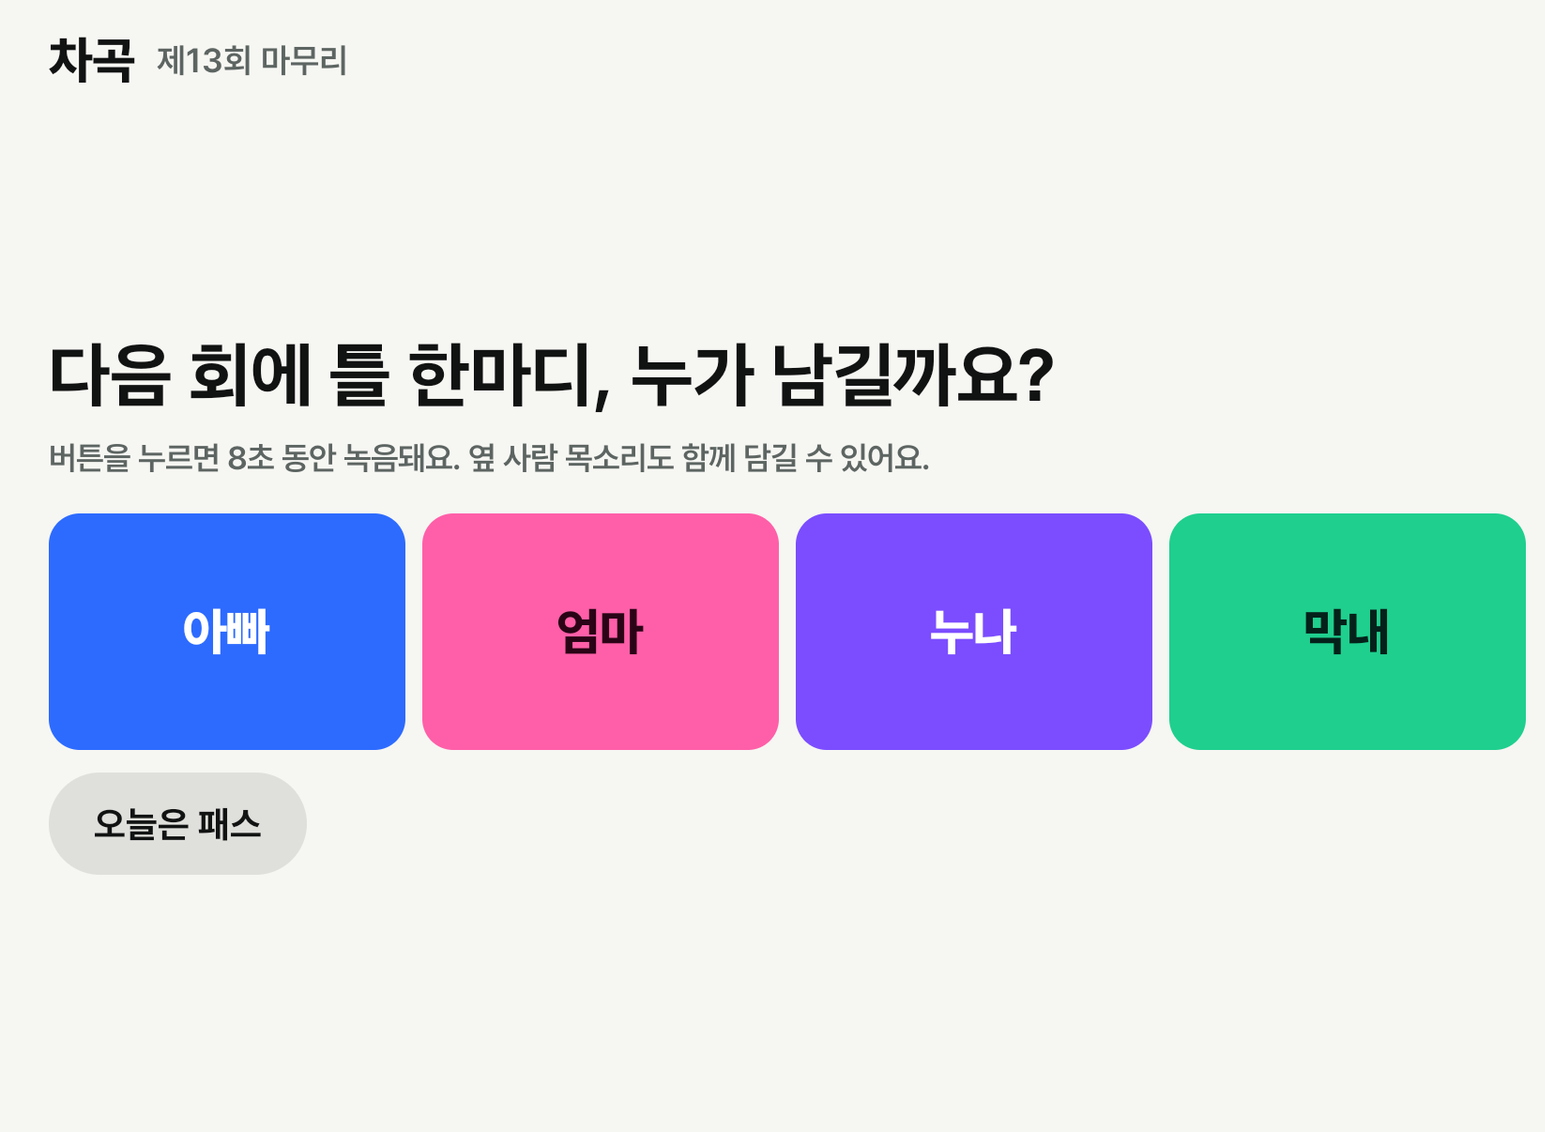 차곡 제13회 마무리
다음 회에 틀 한마디, 누가 남길까요?
버튼을 누르면 8초 동안 녹음돼요. 옆 사람 목소리도 함께 담길 수 있어요.
아빠 엄마 누나 막내
오늘은 패스